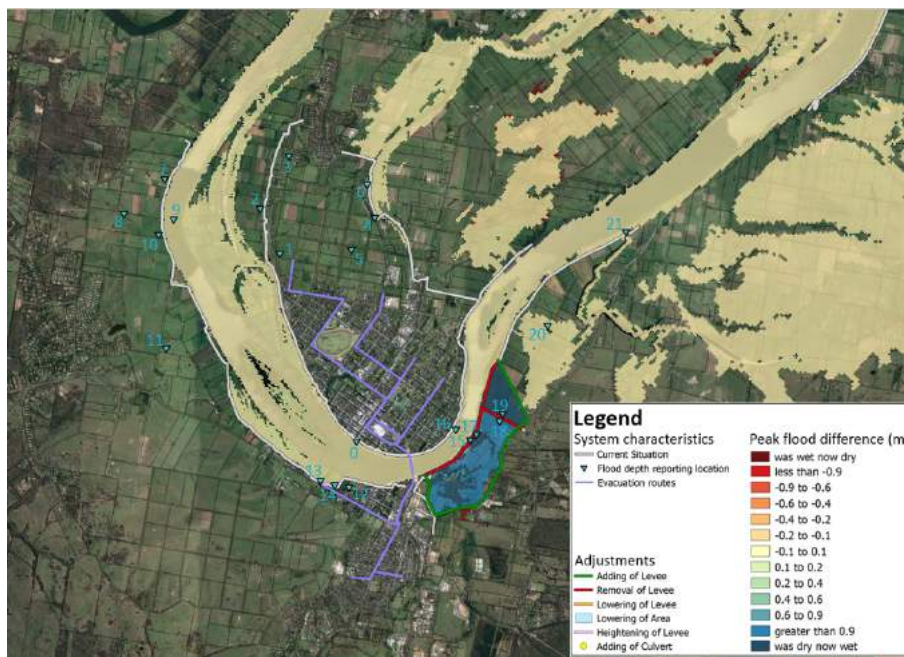 8
9
10
11
21
20
19
18
17
16
15
13
14
0
Legend
System characteristics
Current Situation
Flood depth reporting location
Evacuation routes
Adjustments
Adding of Levee
Removal of Levee
Lowering of Levee
Lowering of Area
Heightening of Levee
Adding of Culvert
Peak flood difference (m
was wet now dry
less than -0.9
-0.9 to -0.6
-0.6 to -0.4
-0.4 to -0.2
-0.2 to -0.1
-0.1 to 0.1
0.1 to 0.2
0.2 to 0.4
0.4 to 0.6
0.6 to 0.9
greater than 0.9
was dry now wet